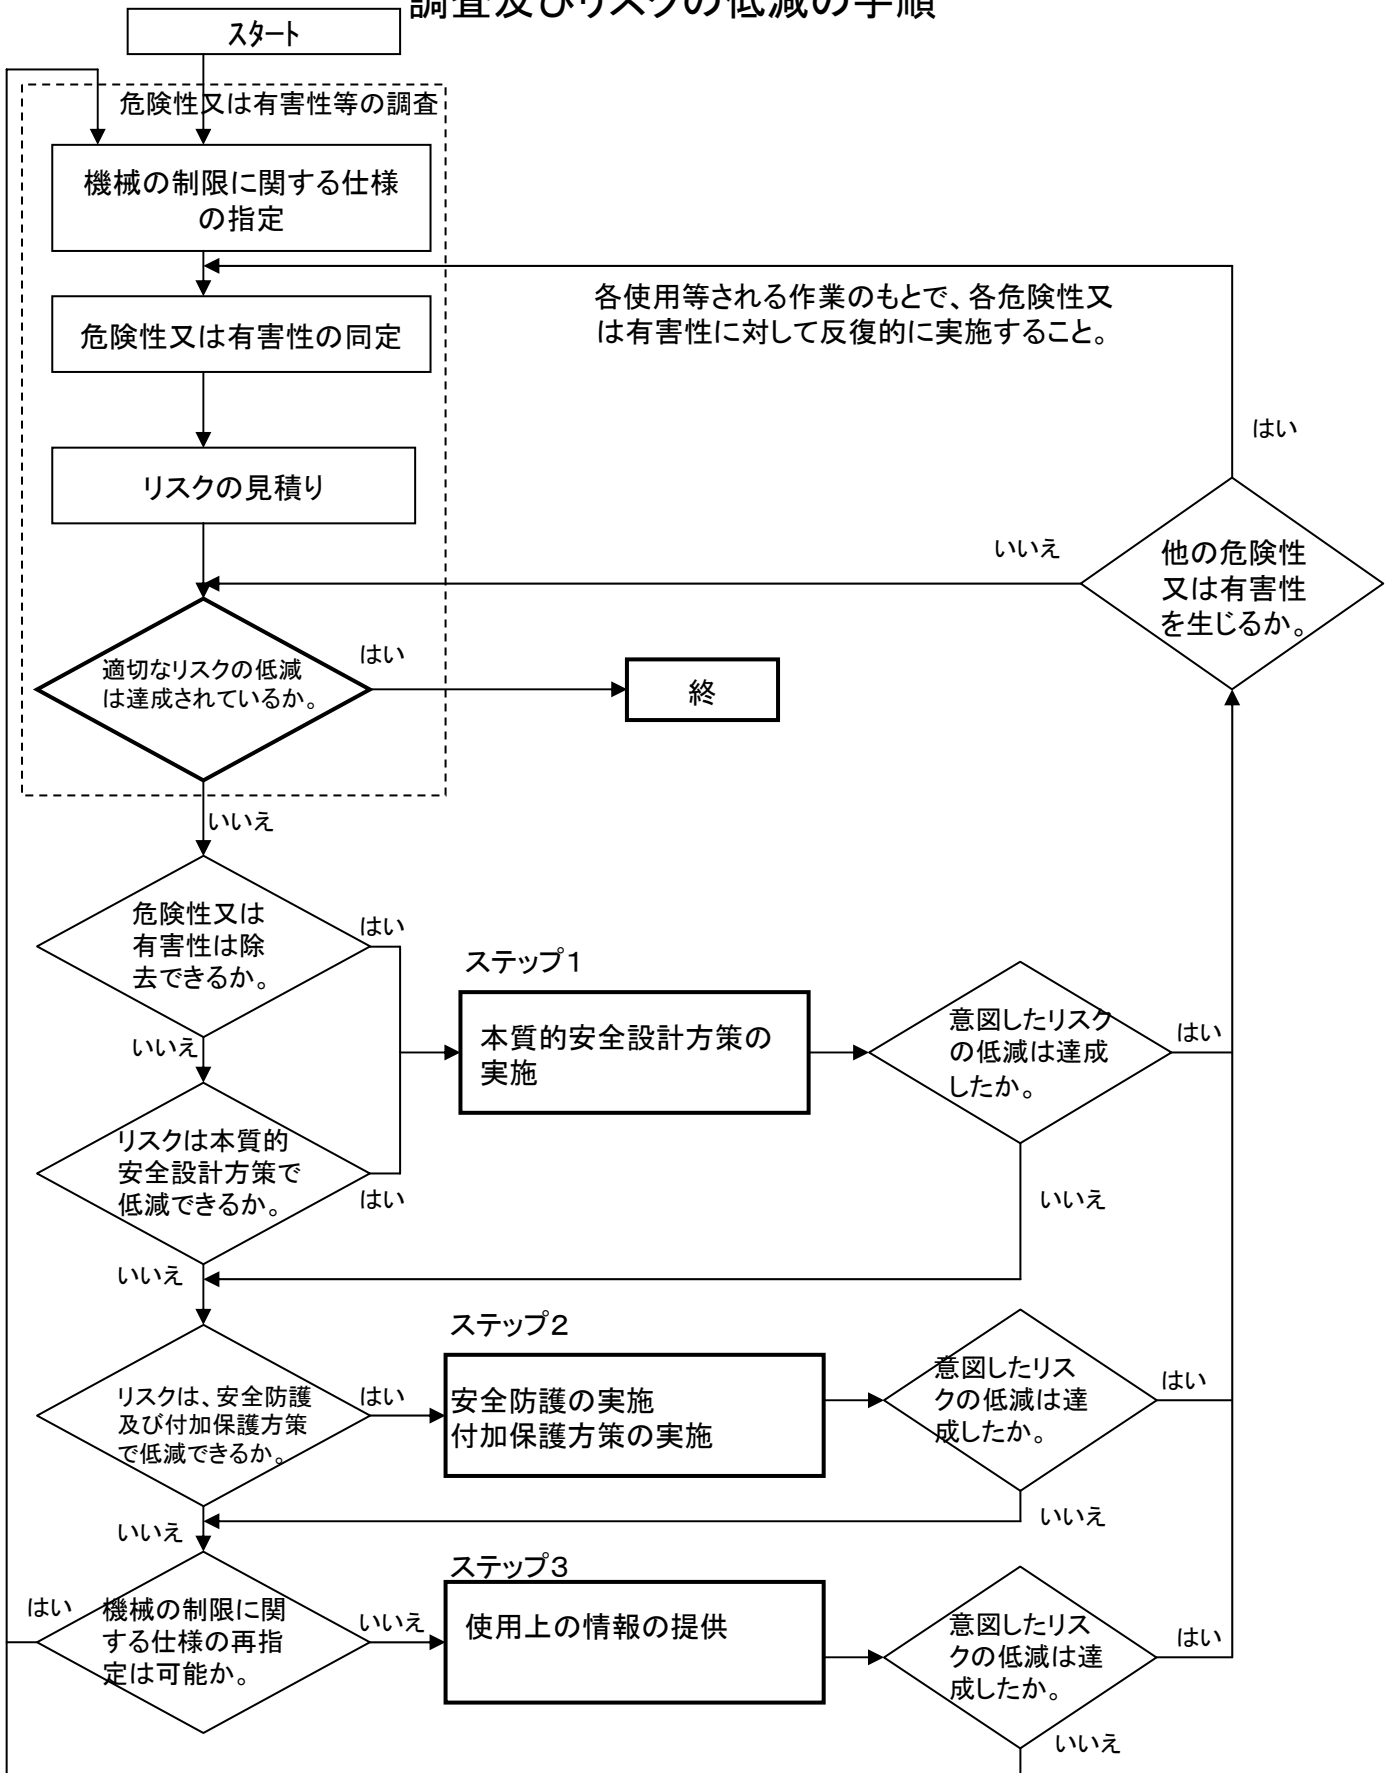 調査及びリスクの低減の手順
スタート
危険性又は有害性等の調査
機械の制限に関する仕様
の指定
各使用等される作業のもとで、各危険性又
は有害性に対して反復的に実施すること。
危険性又は有害性の同定
はい
リスクの見積り
いいえ
他の危険性
又は有害性
を生じるか。
はい
適切なリスクの低減
は達成されているか。
終
いいえ
危険性又は
有害性は除
去できるか。
はい
ステップ1
本質的安全設計方策の
実施
意図したリスク
の低減は達成
したか。
はい
いいえ
リスクは本質的
安全設計方策で
低減できるか。
はい
いいえ
いいえ
ステップ2
リスクは、安全防護
及び付加保護方策
で低減できるか。
はい
安全防護の実施
付加保護方策の実施
意図したリス
クの低減は達
成したか。
はい
いいえ
いいえ
ステップ3
はい
機械の制限に関
する仕様の再指
定は可能か。
いいえ
使用上の情報の提供
意図したリス
クの低減は達
成したか。
はい
いいえ